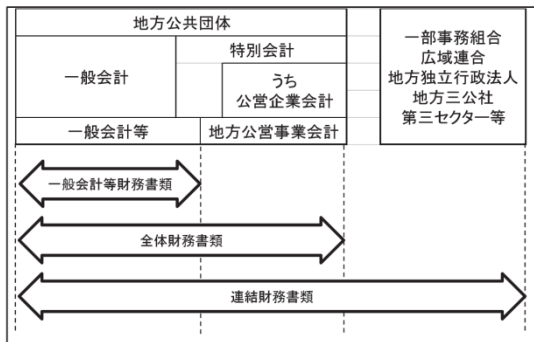 地方公共団体
一般会計
特別会計
うち
公営企業会計
一般会計等
地方公営事業会計
一部事務組合
広域連合
地方独立行政法人
地方三公社
第三セクター等
一般会計等財務書類
全体財務書類
連結財務書類